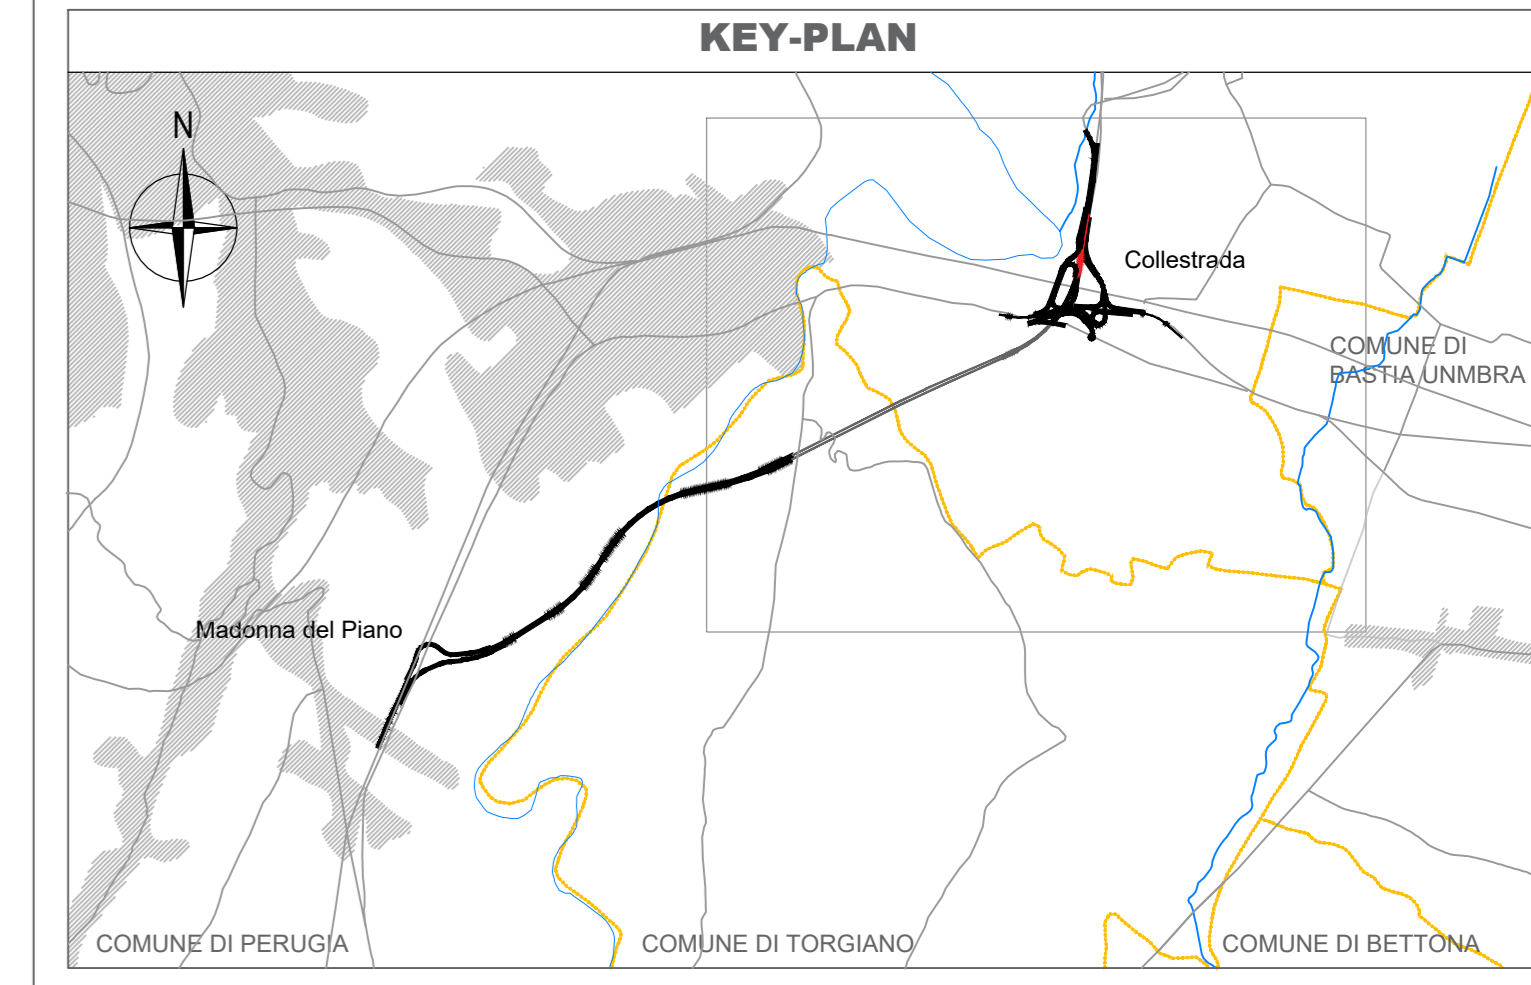 KEY-PLAN
N
Collestrada
COMUNE DI
BASTIA UNMBRA
Madonna del Piano
COMUNE DI PERUGIA
COMUNE DI TORGIANO
COMUNE DI BETTONA